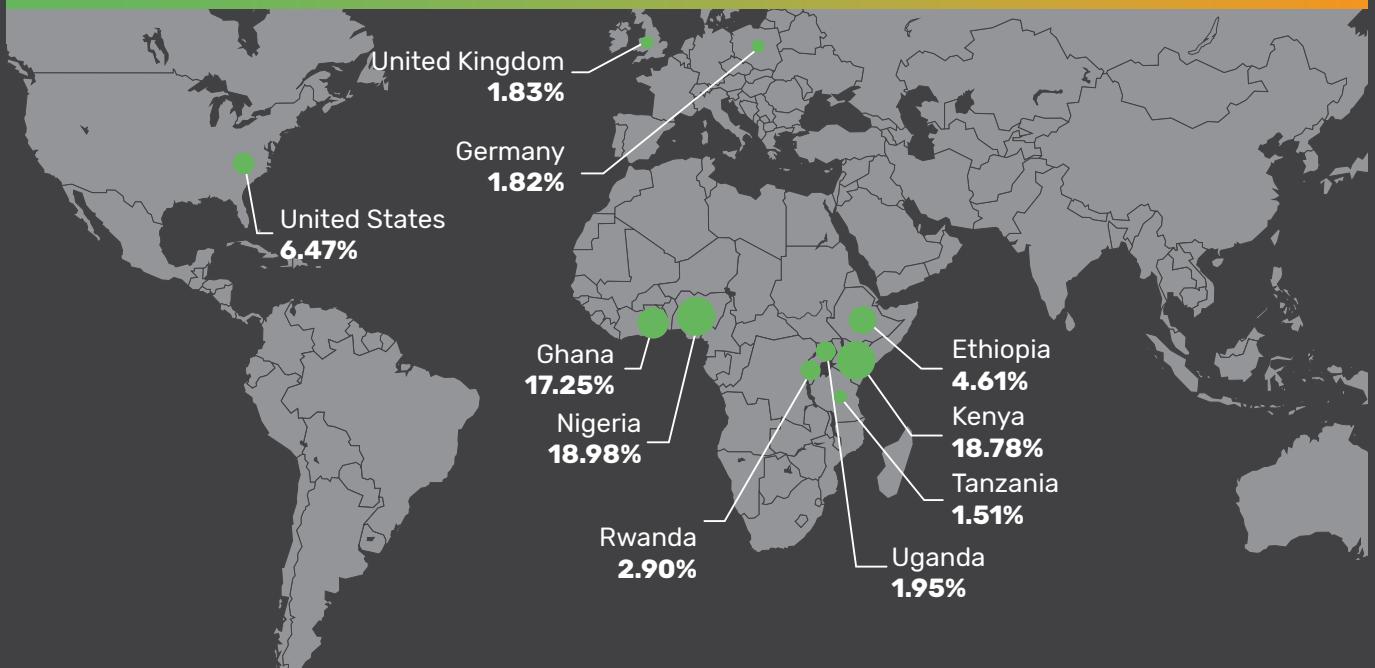 United Kingdom
1.83%
Germany
1.82%
United States
6.47%
Ghana
17.25%
Nigeria
18.98%
Ethiopia
4.61%
Kenya
18.78%
Tanzania
1.51%
Rwanda
2.90%
Uganda
1.95%